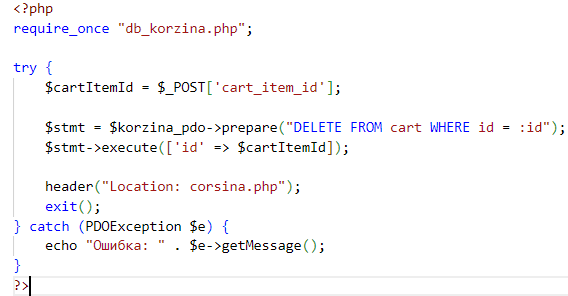 <?php
require_once "db_korzina.php";
try {
$cartItemId = $_POST['cart_item_id'];
$stmt = $korzina_pdo->prepare("DELETE FROM cart WHERE id = :id");
$stmt->execute(['id' => $cartItemId]);
header("Location: corsina.php");
exit();
} catch (PDOException $e) {
echo "Ошибка: " . $e->getMessage();
}
?>